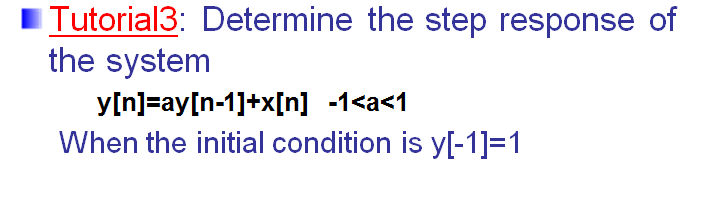 Tutorial3: Determine the step response of
the system
y[n]=ay[n-1]+x[n] -1<a<1
When the initial condition is y[-1]=1